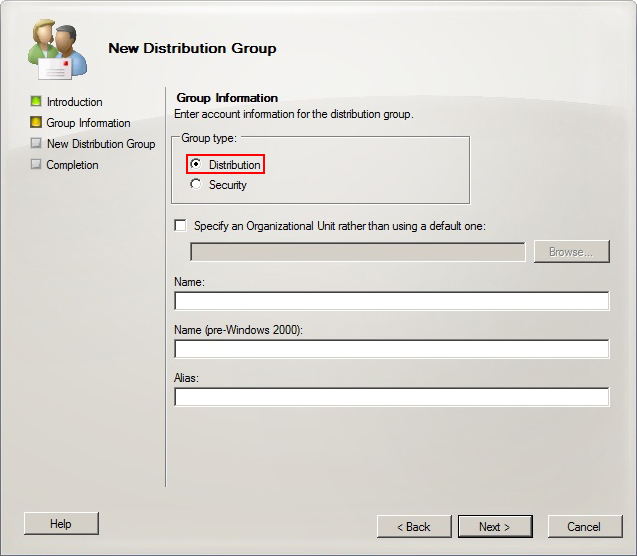 New Distribution Group
Introduction
Group Information
New Distribution Group
Completion
Group Information
Enter account information for the distribution group.
Group type:
Distribution
Security
Specify an Organizational Unit rather than using a default one:
Browse...
Name:
Name (pre-Windows 2000):
Alias:
Help
< Back
Next >
Cancel